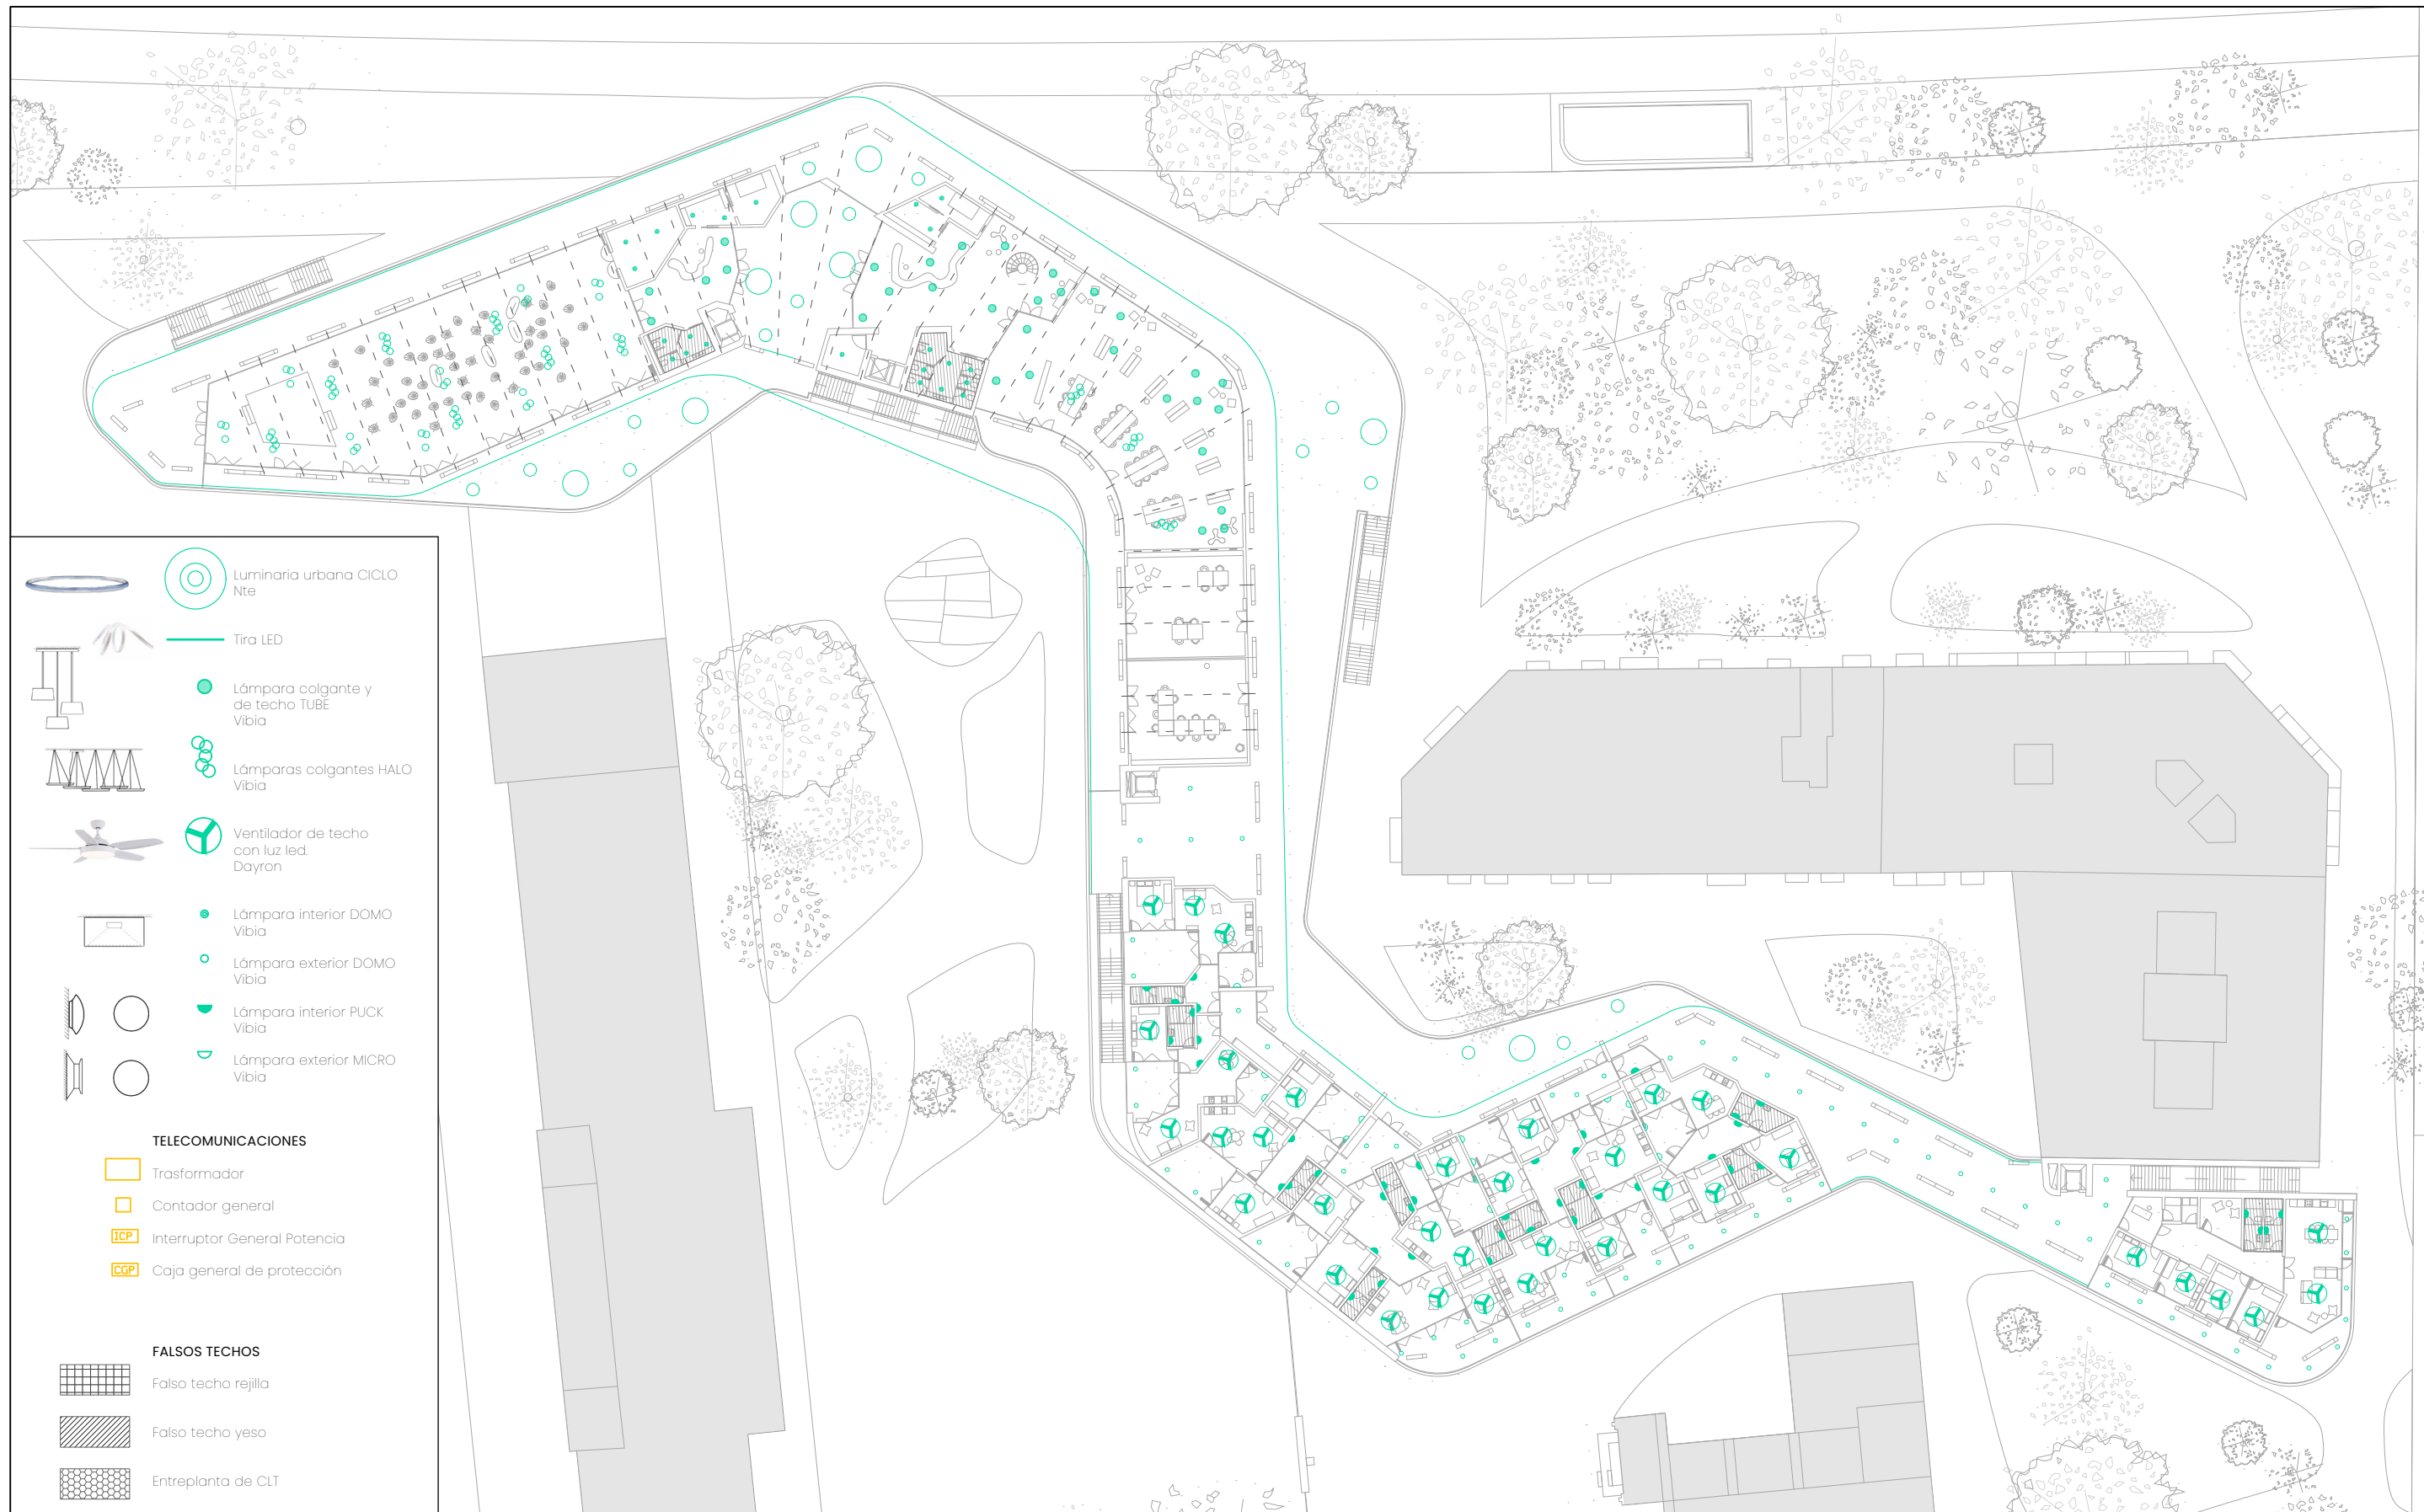 Luminaria urbana CICLO
Nte
Tira LED
Lámpara colgante y
de techo TUBE
Vibia
Lámparas colgantes HALO
Vibia
Ventilador de techo
con luz led.
Dayron
Lámpara interior DOMO
Vibia
Lámpara exterior DOMO
Vibia
Lámpara interior PUCK
Vibia
Lámpara exterior MICRO
Vibia
TELECOMUNICACIONES
Trasformador
Contador general
ICP Interruptor General Potencia
CGP Caja general de protección
FALSOS TECHOS
Falso techo rejilla
Falso techo yeso
Entreplanta de CLT